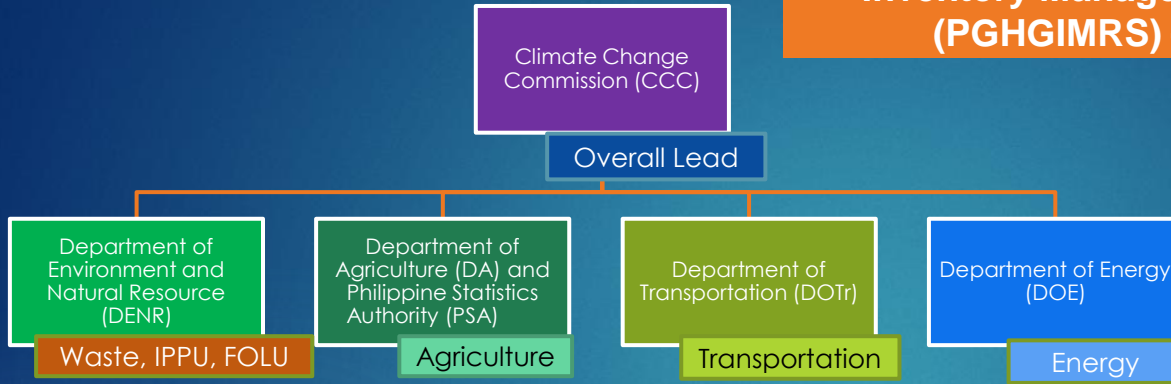 (PGHGIMRS)
Climate Change
Commission (CCC)
Overall Lead
Department of
Environment and
Natural Resource
(DENR)
Waste, IPPU, FOLU
Department of
Agriculture (DA) and
Philippine Statistics
Authority (PSA)
Agriculture
Department of
Transportation (DOTr)
Transportation
Department of Energy
(DOE)
Energy